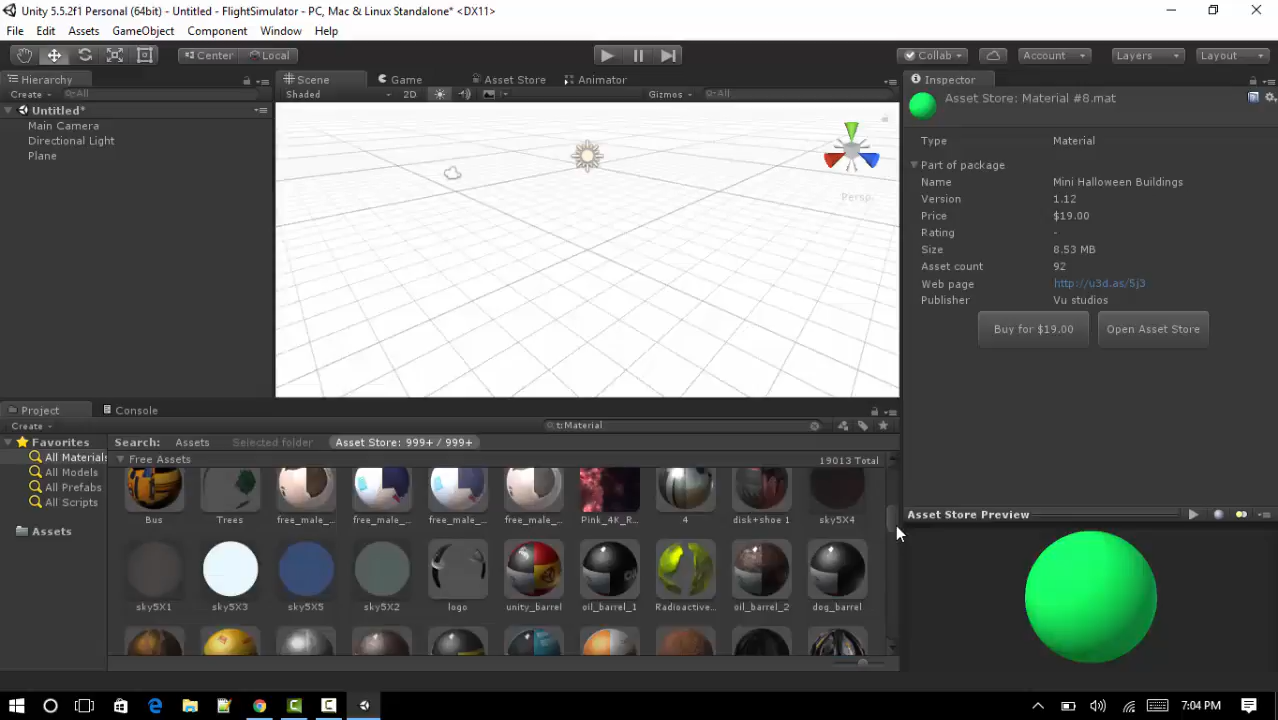 Unity 5.5.2f1 Personal (64bit) - Untitled - FlightSimulator - PC, Mac & Linux Standalone* <DX11>
File Edit Assets GameObject Component Window Help
Center Local Collab Account Layers Layout
Hierarchy
Create All
Untitled*
Main Camera
Directional Light
Plane
Scene Game Asset Store Animator
Shaded 2D Gizmos All
Persp
Inspector
Asset Store: Material #8.mat
Type Material
Part of package
Name Mini Halloween Buildings
Version 1.12
Price $19.00
Rating -
Size 8.53 MB
Asset count 92
Web page http://u3d.as/5j3
Publisher Vu studios
Buy for $19.00 Open Asset Store
Project Console
Create t:Material
Favorites
All Materials
All Models
All Prefabs
All Scripts
Assets
Search: Assets Selected folder Asset Store: 999+ / 999+
Free Assets 19013 Total
Bus Trees free_male_... free_male_... free_male_... free_male_... Pink_4K_R... 4 disk+shoe 1 sky5X4
sky5X1 sky5X3 sky5X5 sky5X2 logo unity_barrel oil_barrel_1 Radioactive... oil_barrel_2 dog_barrel
Asset Store Preview
7:04 PM